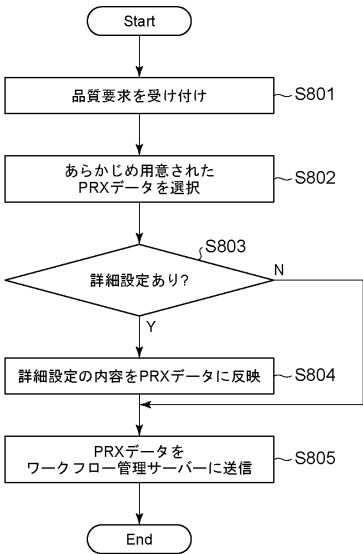 Start
品質要求を受け付け
S801
あらかじめ用意された
PRXデータを選択
S802
S803
詳細設定あり?
N
Y
詳細設定の内容をPRXデータに反映
S804
PRXデータを
ワークフロー管理サーバーに送信
S805
End